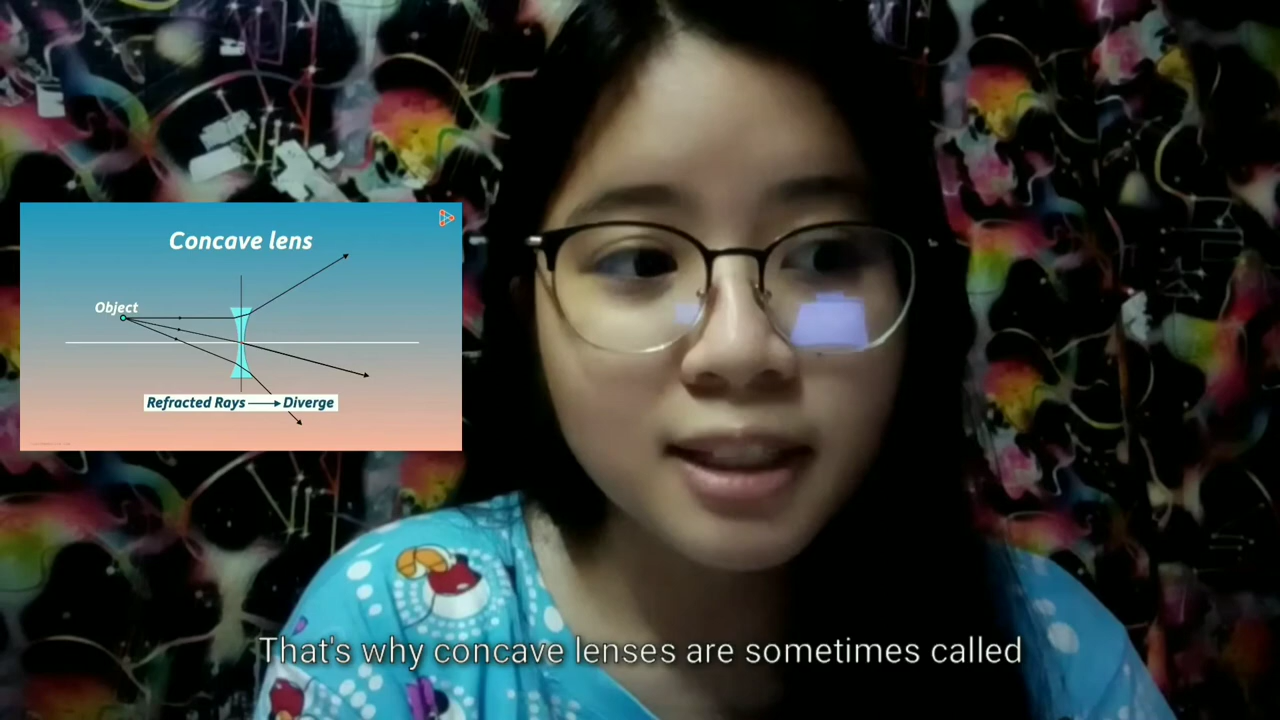 Concave lens
Object
Refracted Rays → Diverge
That's why concave lenses are sometimes called